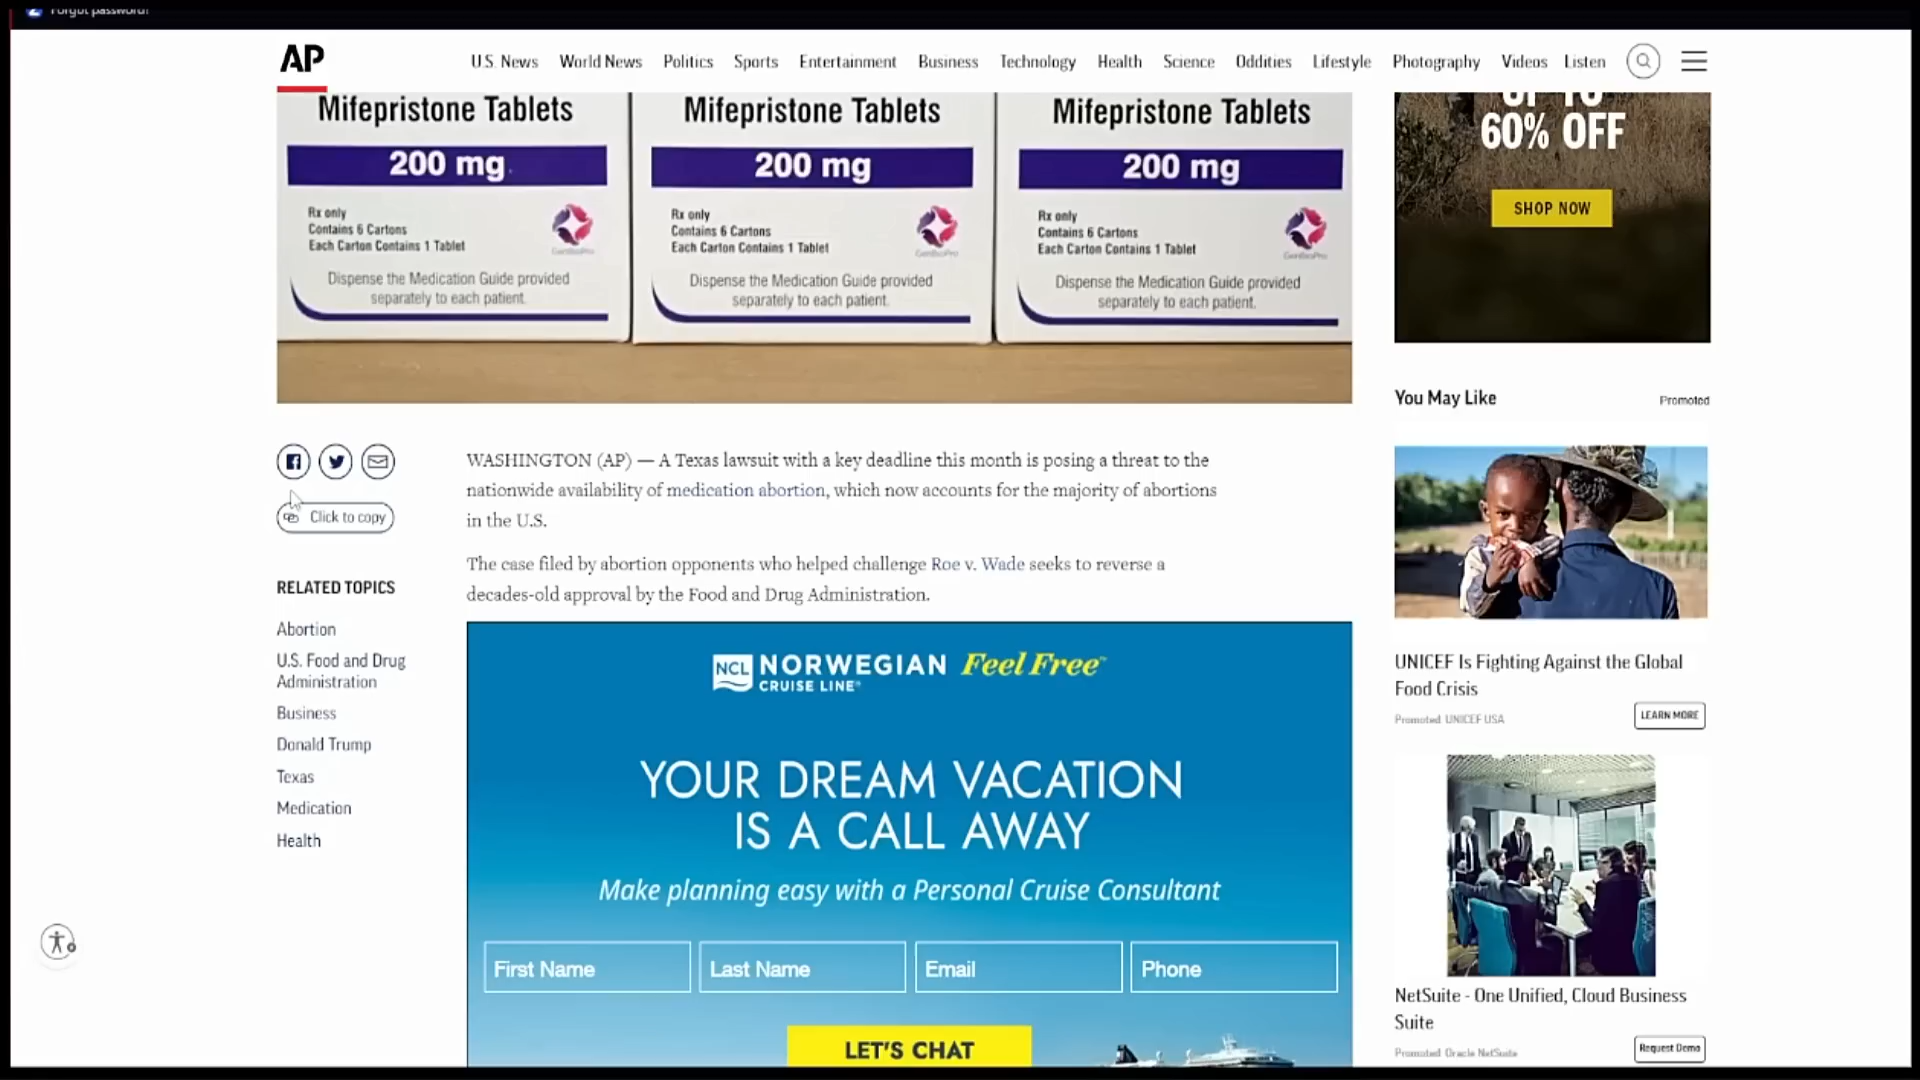 Forgot password?
AP
U.S. News World News Politics Sports Entertainment Business Technology Health Science Oddities Lifestyle Photography Videos Listen
Mifepristone Tablets
200 mg
Rx only
Contains 6 Cartons
Each Carton Contains 1 Tablet
GenBioPro
Dispense the Medication Guide provided
separately to each patient.
Mifepristone Tablets
200 mg
Rx only
Contains 6 Cartons
Each Carton Contains 1 Tablet
GenBioPro
Dispense the Medication Guide provided
separately to each patient.
Mifepristone Tablets
200 mg
Rx only
Contains 6 Cartons
Each Carton Contains 1 Tablet
GenBioPro
Dispense the Medication Guide provided
separately to each patient.
UP TO
60% OFF
SHOP NOW
Click to copy
RELATED TOPICS
Abortion
U.S. Food and Drug
Administration
Business
Donald Trump
Texas
Medication
Health
WASHINGTON (AP) — A Texas lawsuit with a key deadline this month is posing a threat to the
nationwide availability of medication abortion, which now accounts for the majority of abortions
in the U.S.
The case filed by abortion opponents who helped challenge Roe v. Wade seeks to reverse a
decades-old approval by the Food and Drug Administration.
NCL NORWEGIAN Feel Free™
CRUISE LINE®
YOUR DREAM VACATION
IS A CALL AWAY
Make planning easy with a Personal Cruise Consultant
First Name Last Name Email Phone
LET'S CHAT
You May Like Promoted
UNICEF Is Fighting Against the Global
Food Crisis
Promoted UNICEF USA
LEARN MORE
NetSuite - One Unified, Cloud Business
Suite
Promoted Oracle NetSuite
Request Demo